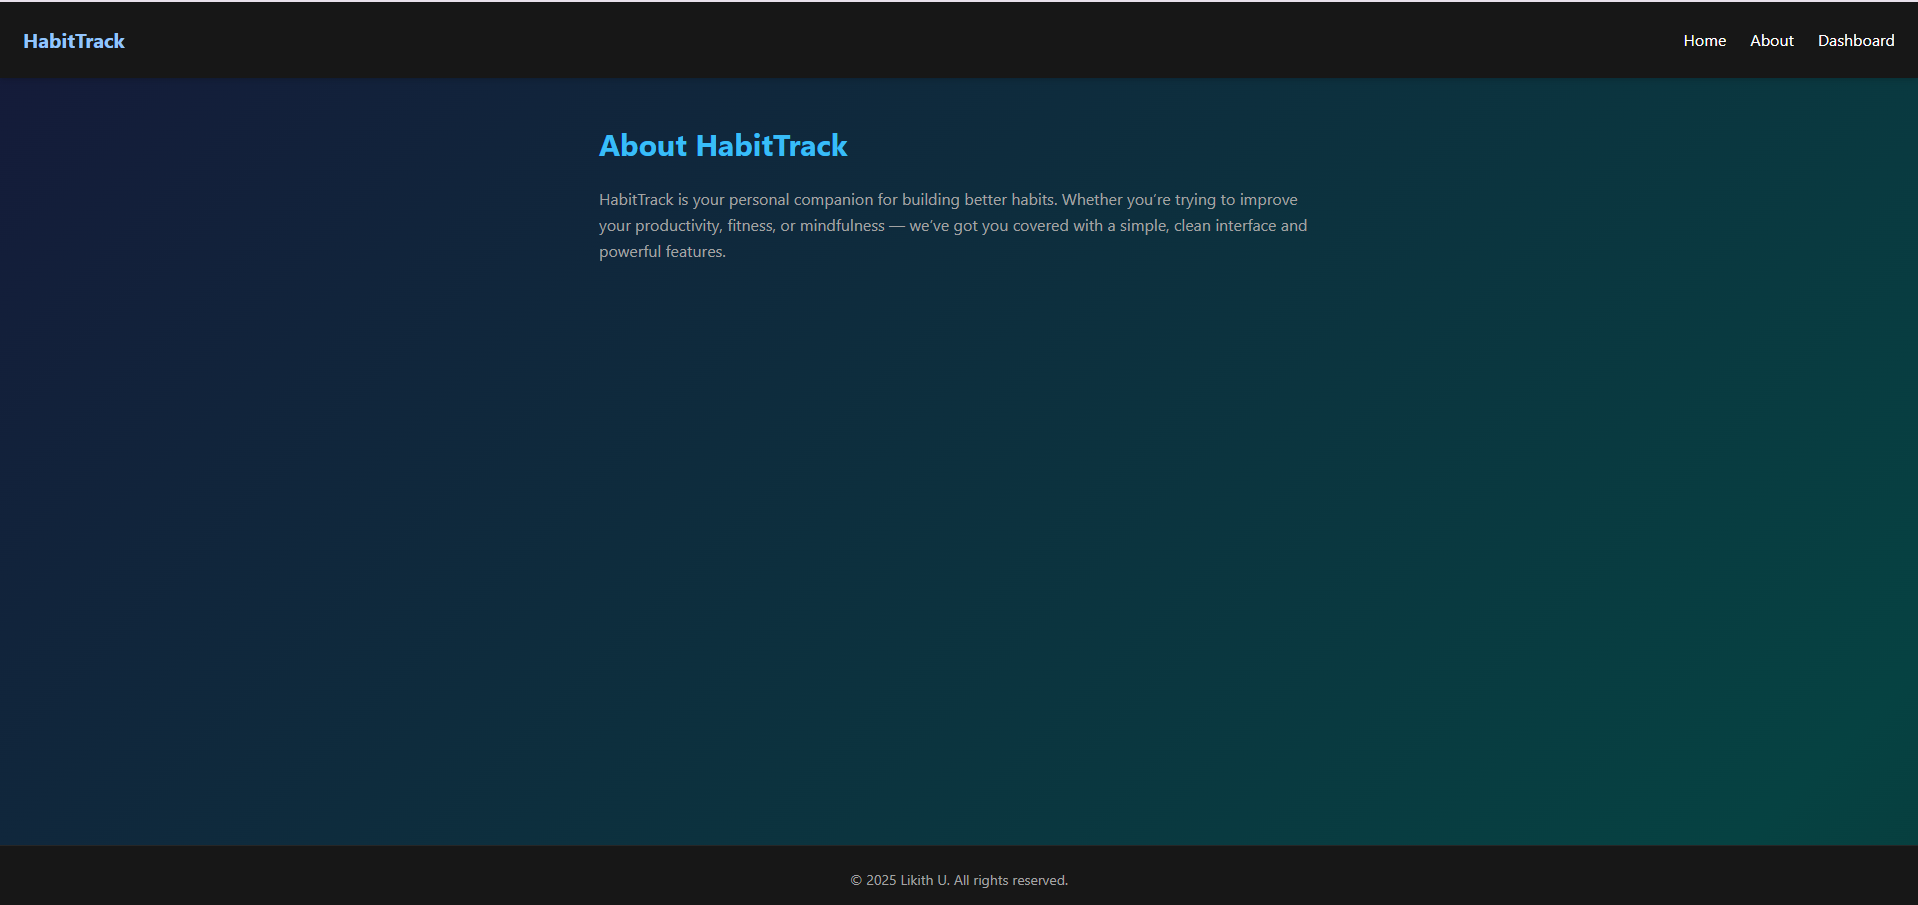 HabitTrack
Home About Dashboard
About HabitTrack
HabitTrack is your personal companion for building better habits. Whether you’re trying to improve
your productivity, fitness, or mindfulness — we’ve got you covered with a simple, clean interface and
powerful features.
© 2025 Likith U. All rights reserved.